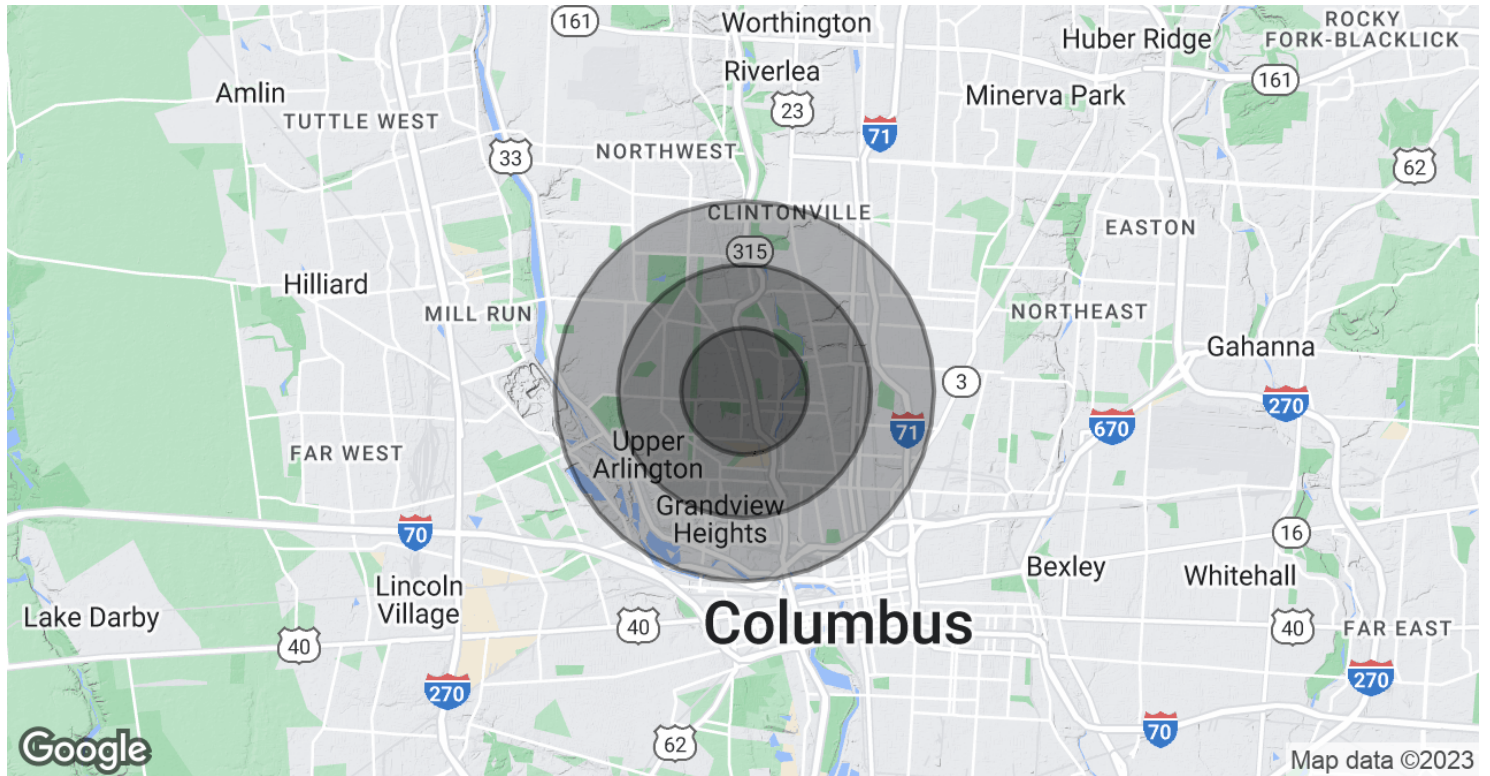 161
Worthington
ROCKY
FORK-BLACKLICK
Huber Ridge
Riverlea
161
Amlin
Minerva Park
23
TUTTLE WEST
71
33
NORTHWEST
62
CLINTONVILLE
EASTON
315
Hilliard
MILL RUN
NORTHEAST
Gahanna
3
270
670
71
Upper
Arlington
FAR WEST
Grandview
Heights
70
16
Bexley
Whitehall
Lincoln
Village
Lake Darby
Columbus
40
40
40
FAR EAST
270
270
70
62
Google
Map data ©2023